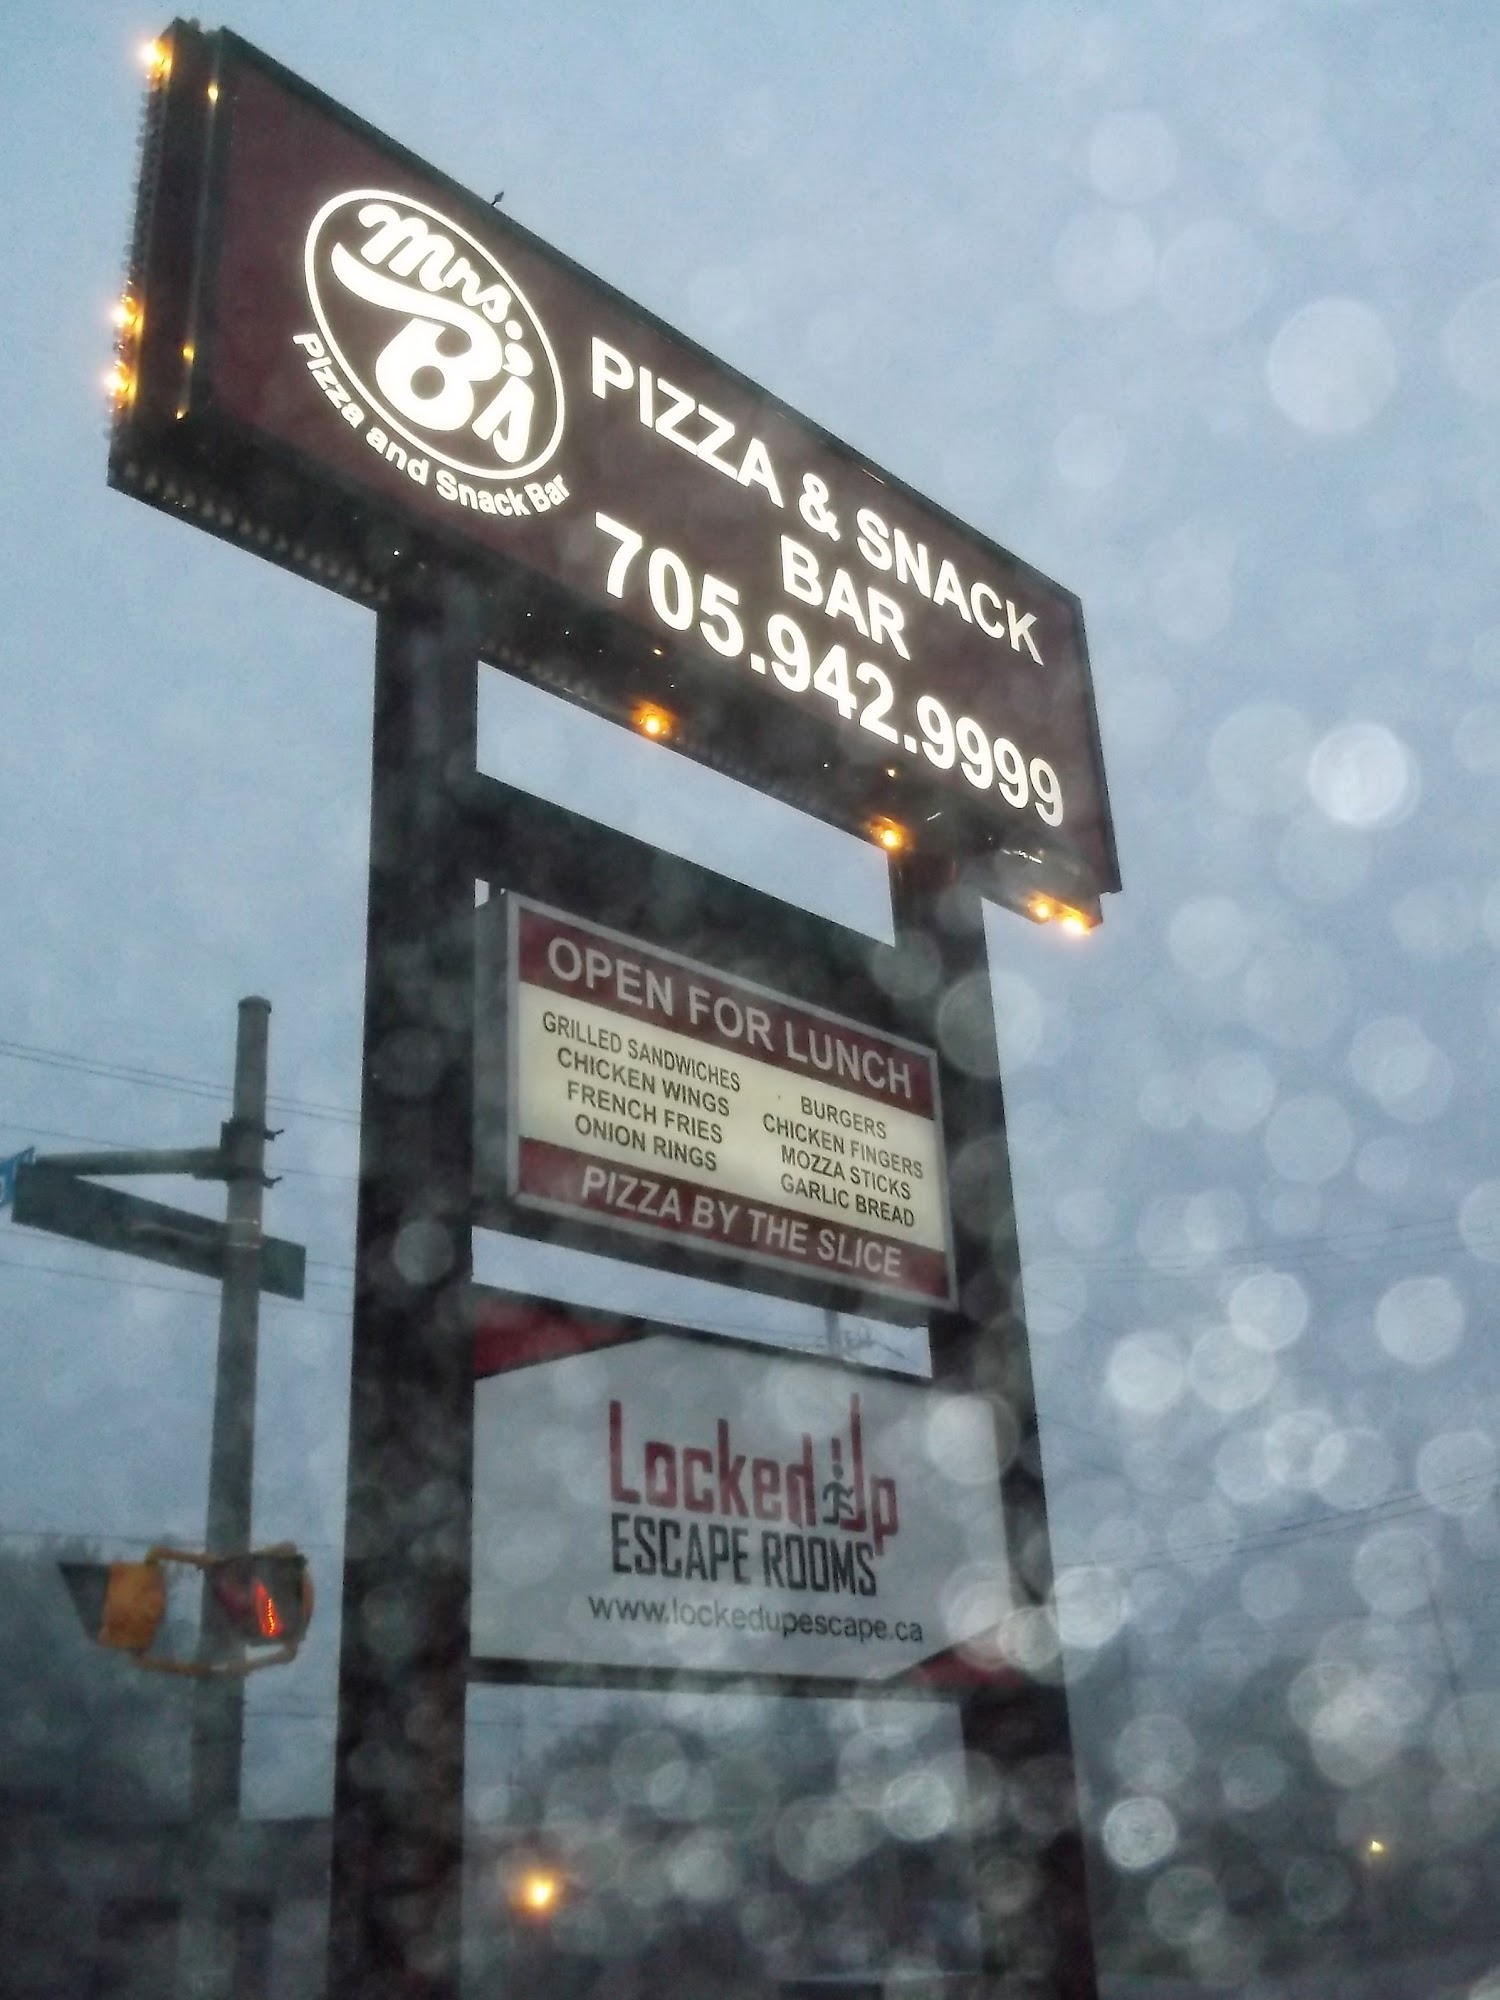 Mrs.
B's
Pizza and Snack Bar
PIZZA & SNACK
BAR
705.942.9999
OPEN FOR LUNCH
GRILLED SANDWICHES
CHICKEN WINGS
FRENCH FRIES
ONION RINGS
BURGERS
CHICKEN FINGERS
MOZZA STICKS
GARLIC BREAD
PIZZA BY THE SLICE
Locked Up
ESCAPE ROOMS
www.lockedupescape.ca